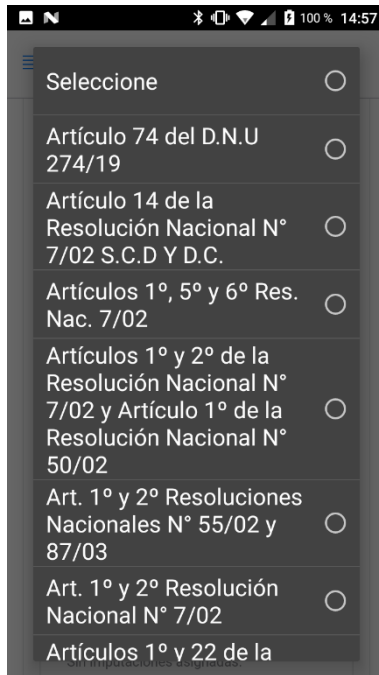 100 % 14:57
Seleccione
Artículo 74 del D.N.U
274/19
Artículo 14 de la
Resolución Nacional N°
7/02 S.C.D Y D.C.
Artículos 1º, 5º y 6º Res.
Nac. 7/02
Artículos 1º y 2º de la
Resolución Nacional N°
7/02 y Artículo 1º de la
Resolución Nacional N°
50/02
Art. 1º y 2º Resoluciones
Nacionales N° 55/02 y
87/03
Art. 1º y 2º Resolución
Nacional N° 7/02
Artículos 1º y 22 de la
Sin imputaciones asignadas.